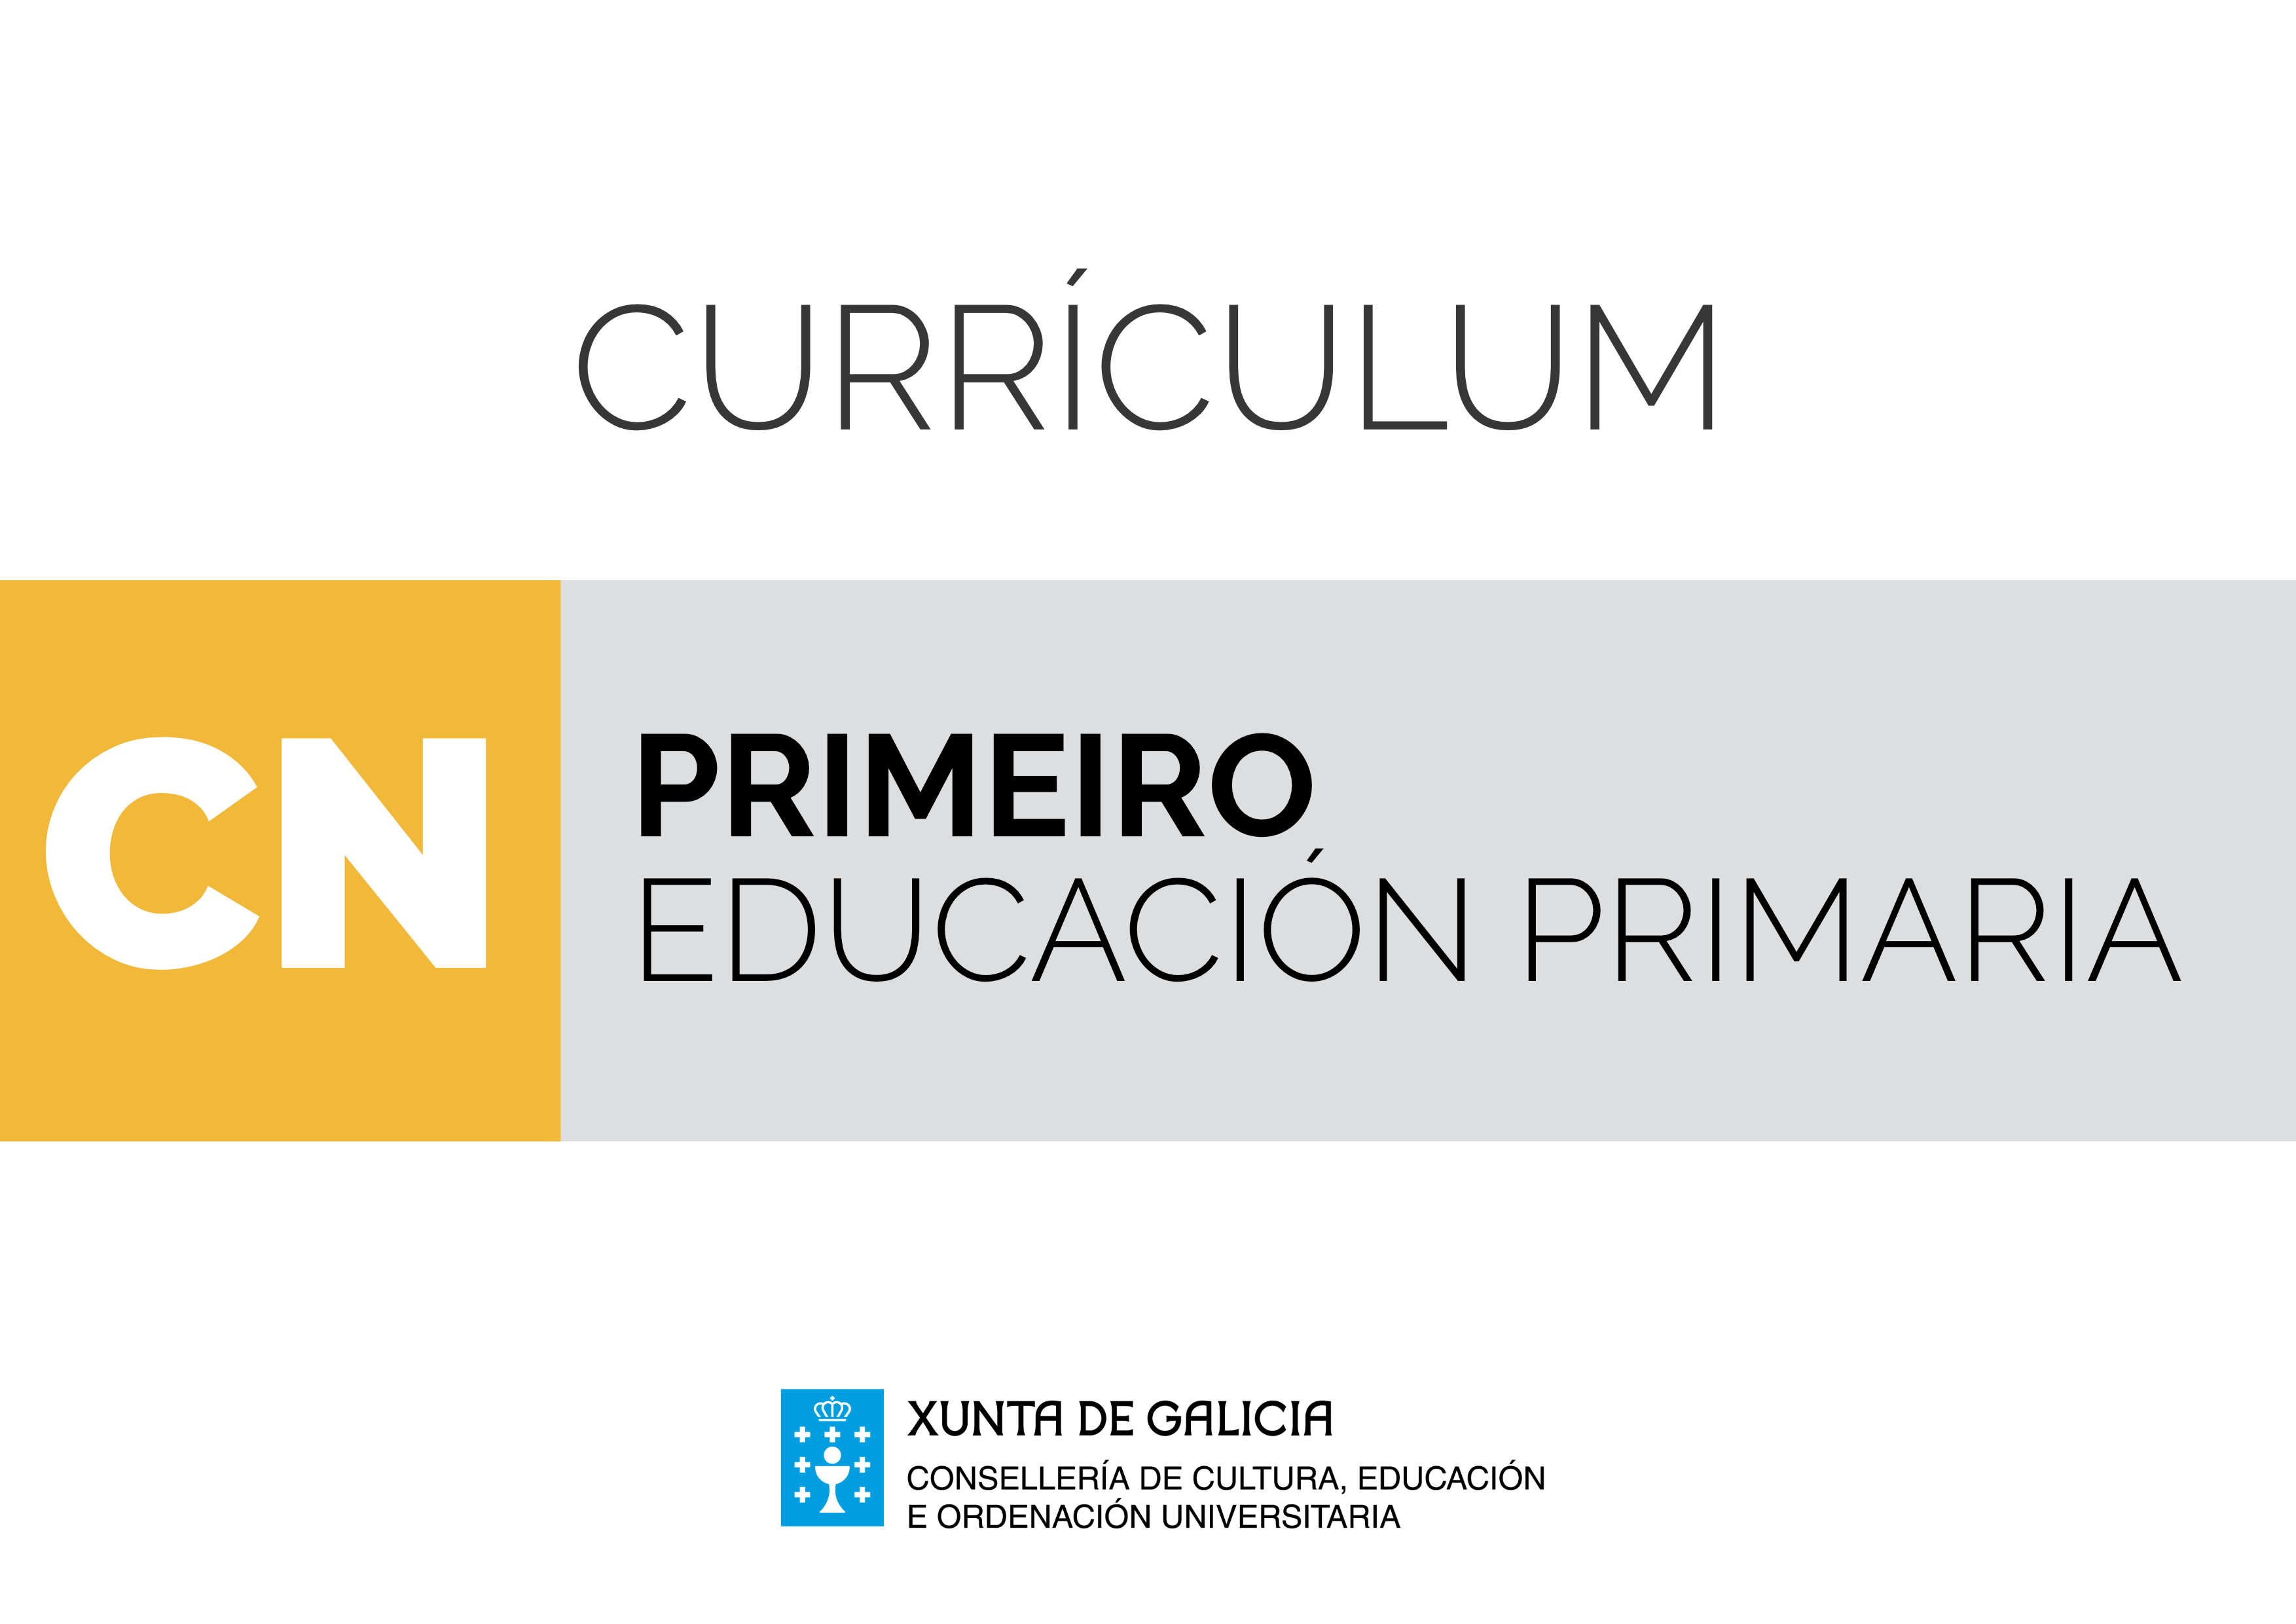 CURRÍCULUM
CN
PRIMEIRO
EDUCACIÓN PRIMARIA
XUNTA DE GALICIA
CONSELLERÍA DE CULTURA, EDUCACIÓN
E ORDENACIÓN UNIVERSITARIA